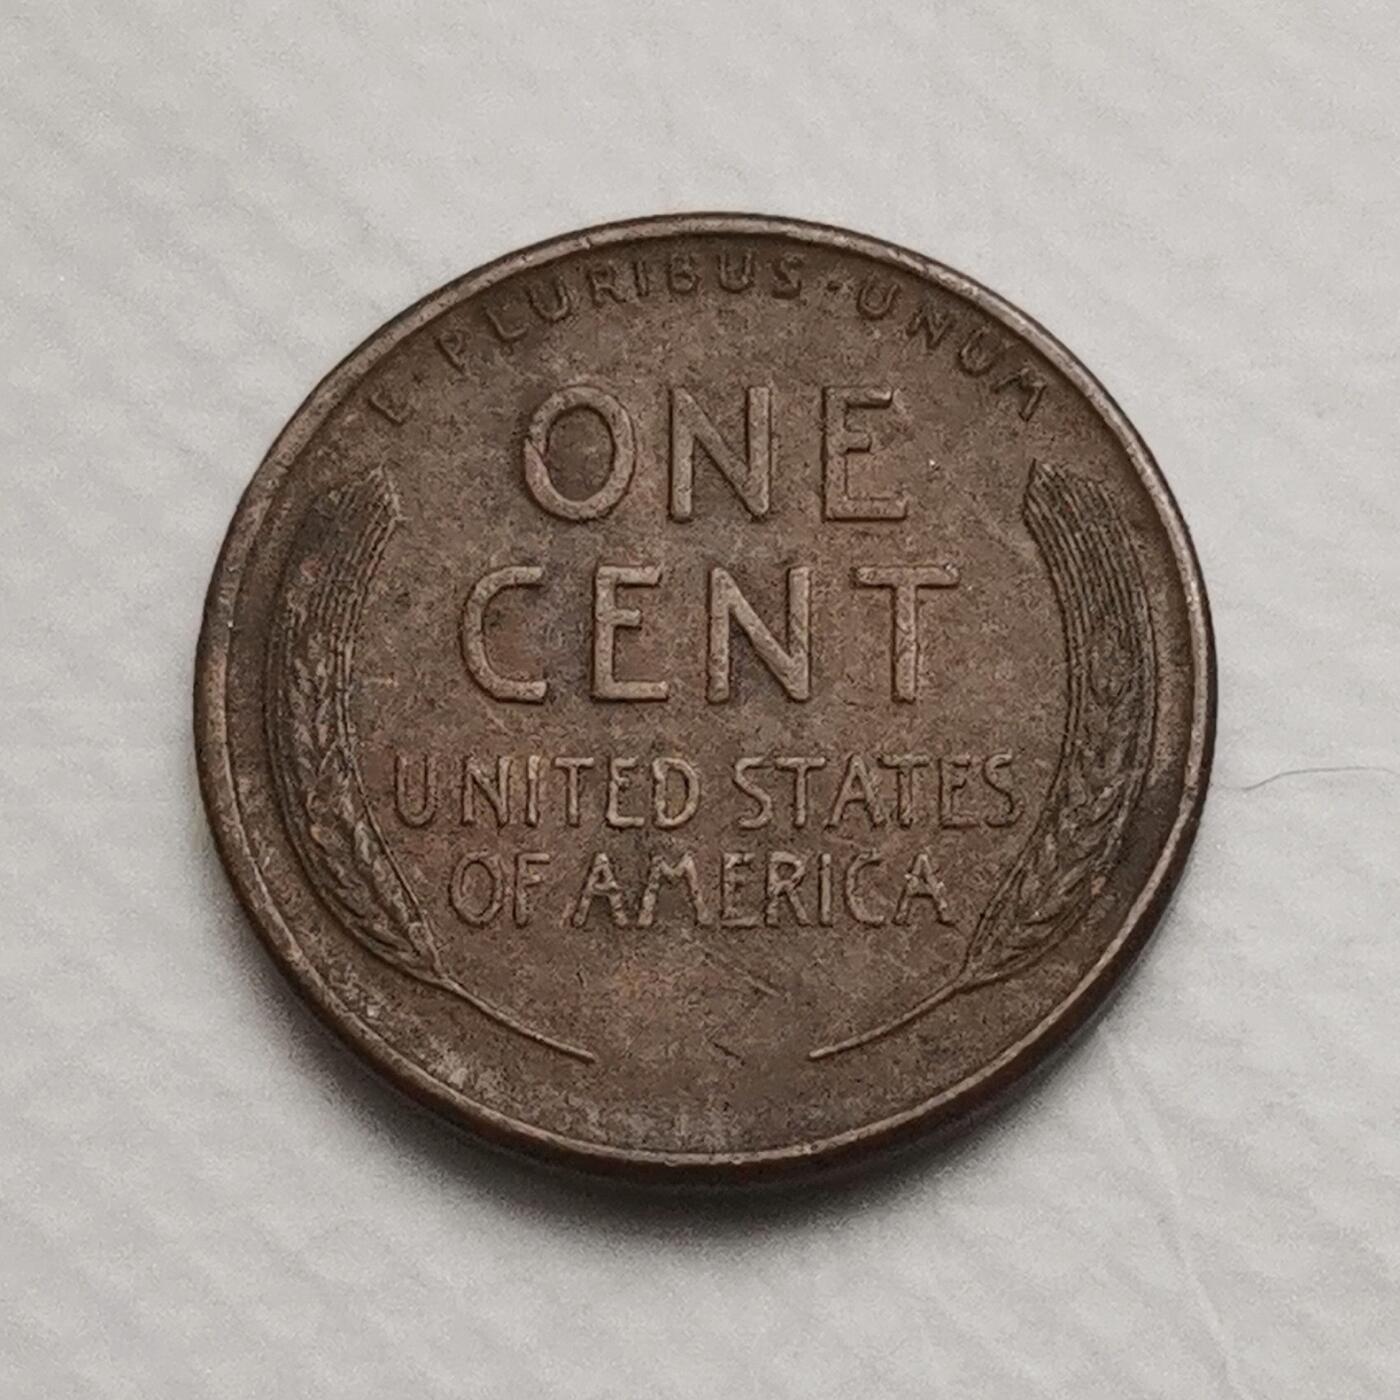 E·PLURIBUS·UNUM
ONE
CENT
UNITED STATES
OF AMERICA